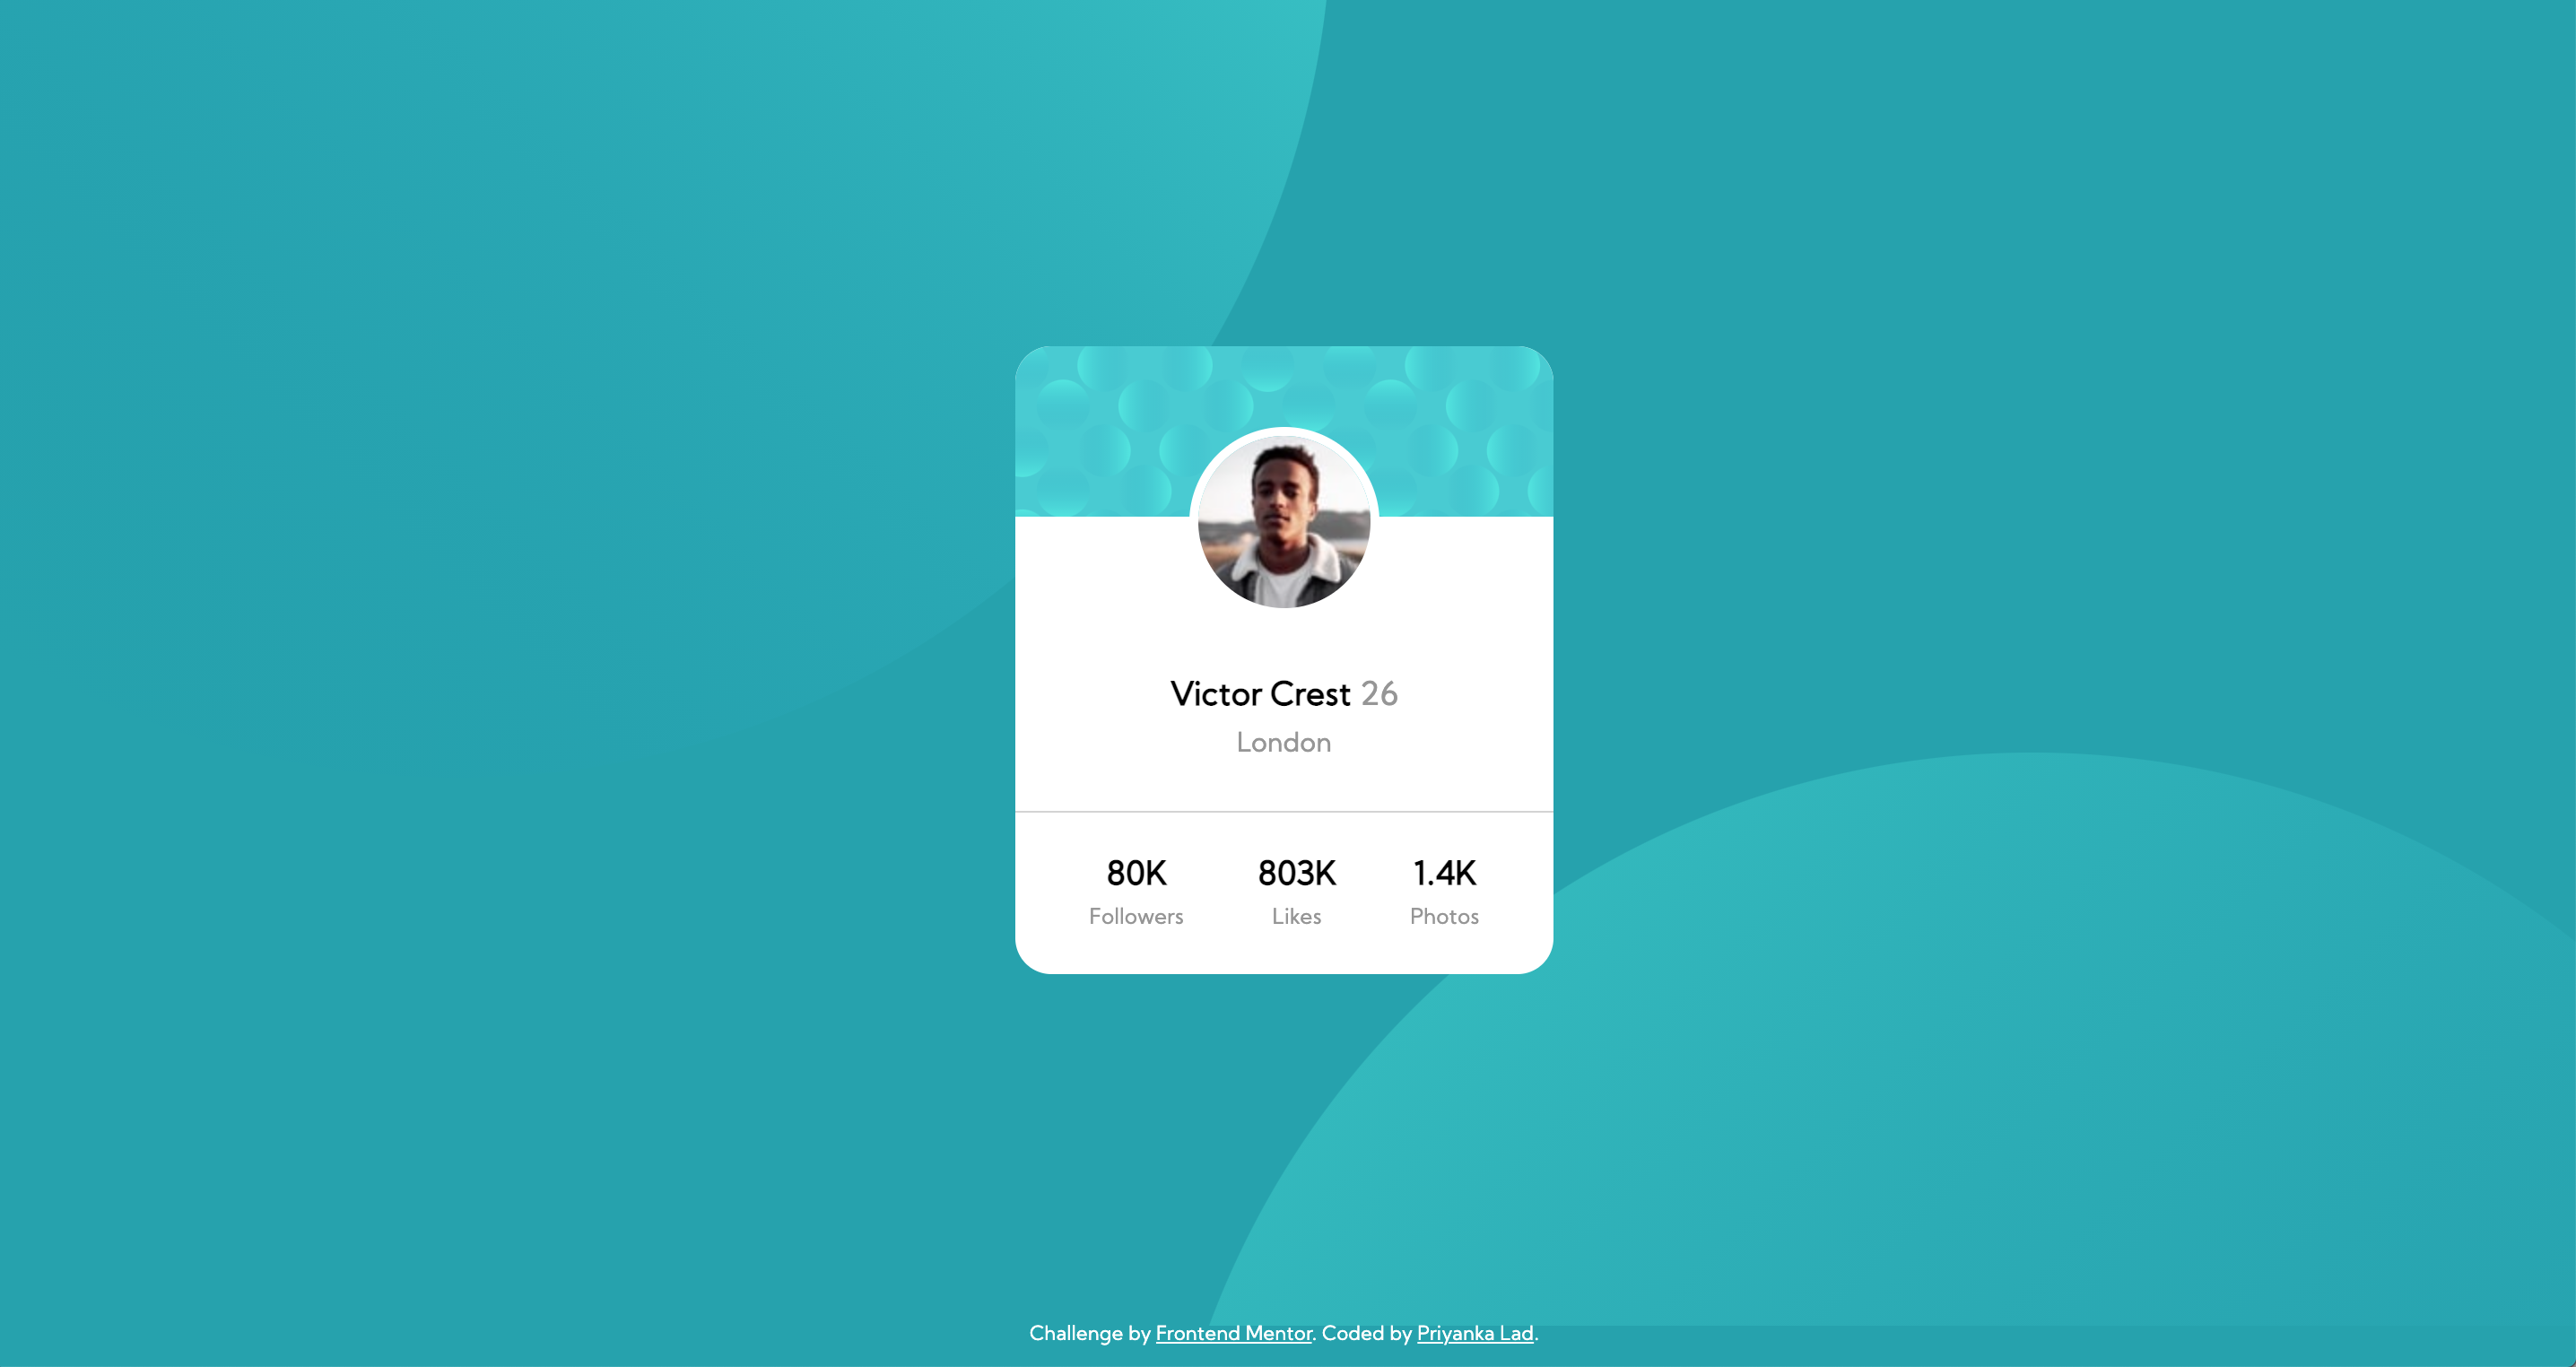 Victor Crest 26
London
80K 803K 1.4K
Followers Likes Photos
Challenge by Frontend Mentor. Coded by Priyanka Lad.